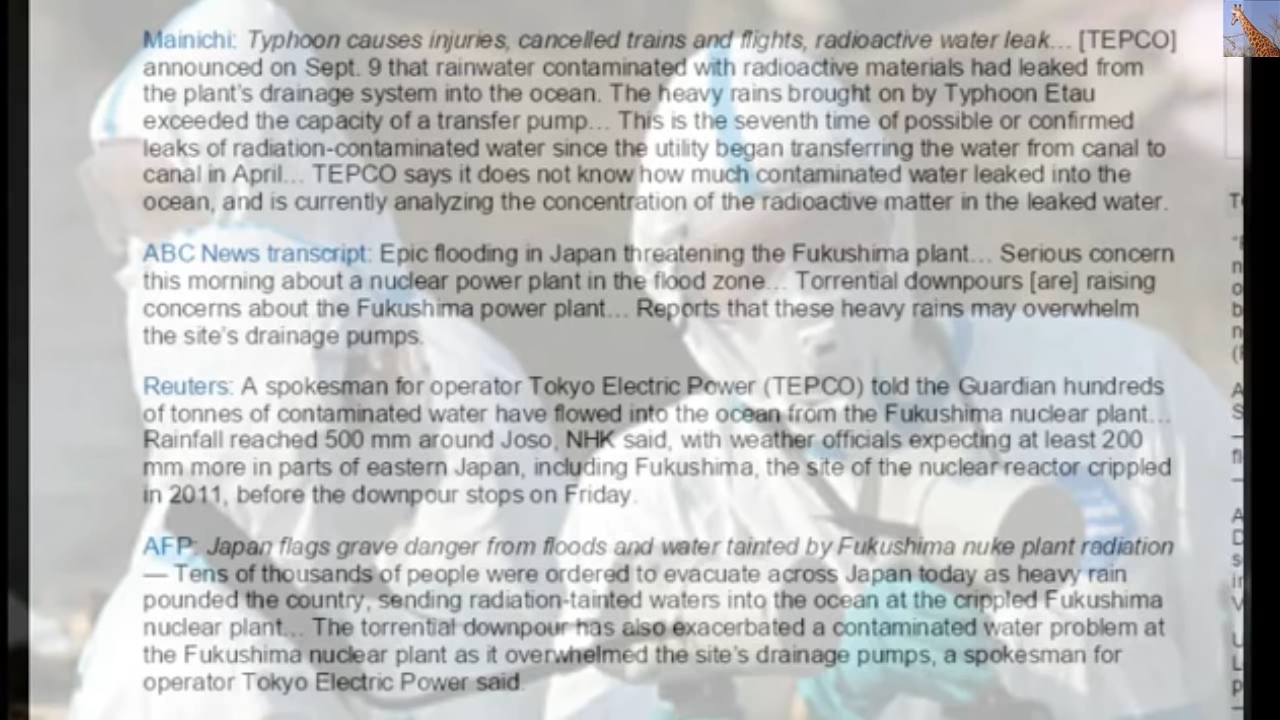 Mainichi: Typhoon causes injuries, cancelled trains and flights, radioactive water leak... [TEPCO]
announced on Sept. 9 that rainwater contaminated with radioactive materials had leaked from
the plant's drainage system into the ocean. The heavy rains brought on by Typhoon Etau
exceeded the capacity of a transfer pump... This is the seventh time of possible or confirmed
leaks of radiation-contaminated water since the utility began transferring the water from canal to
canal in April... TEPCO says it does not know how much contaminated water leaked into the
ocean, and is currently analyzing the concentration of the radioactive matter in the leaked water.
ABC News transcript: Epic flooding in Japan threatening the Fukushima plant... Serious concern
this morning about a nuclear power plant in the flood zone... Torrential downpours [are] raising
concerns about the Fukushima power plant... Reports that these heavy rains may overwhelm
the site's drainage pumps.
Reuters: A spokesman for operator Tokyo Electric Power (TEPCO) told the Guardian hundreds
of tonnes of contaminated water have flowed into the ocean from the Fukushima nuclear plant...
Rainfall reached 500 mm around Joso, NHK said, with weather officials expecting at least 200
mm more in parts of eastern Japan, including Fukushima, the site of the nuclear reactor crippled
in 2011, before the downpour stops on Friday.
AFP: Japan flags grave danger from floods and water tainted by Fukushima nuke plant radiation
— Tens of thousands of people were ordered to evacuate across Japan today as heavy rain
pounded the country, sending radiation-tainted waters into the ocean at the crippled Fukushima
nuclear plant... The torrential downpour has also exacerbated a contaminated water problem at
the Fukushima nuclear plant as it overwhelmed the site's drainage pumps, a spokesman for
operator Tokyo Electric Power said.